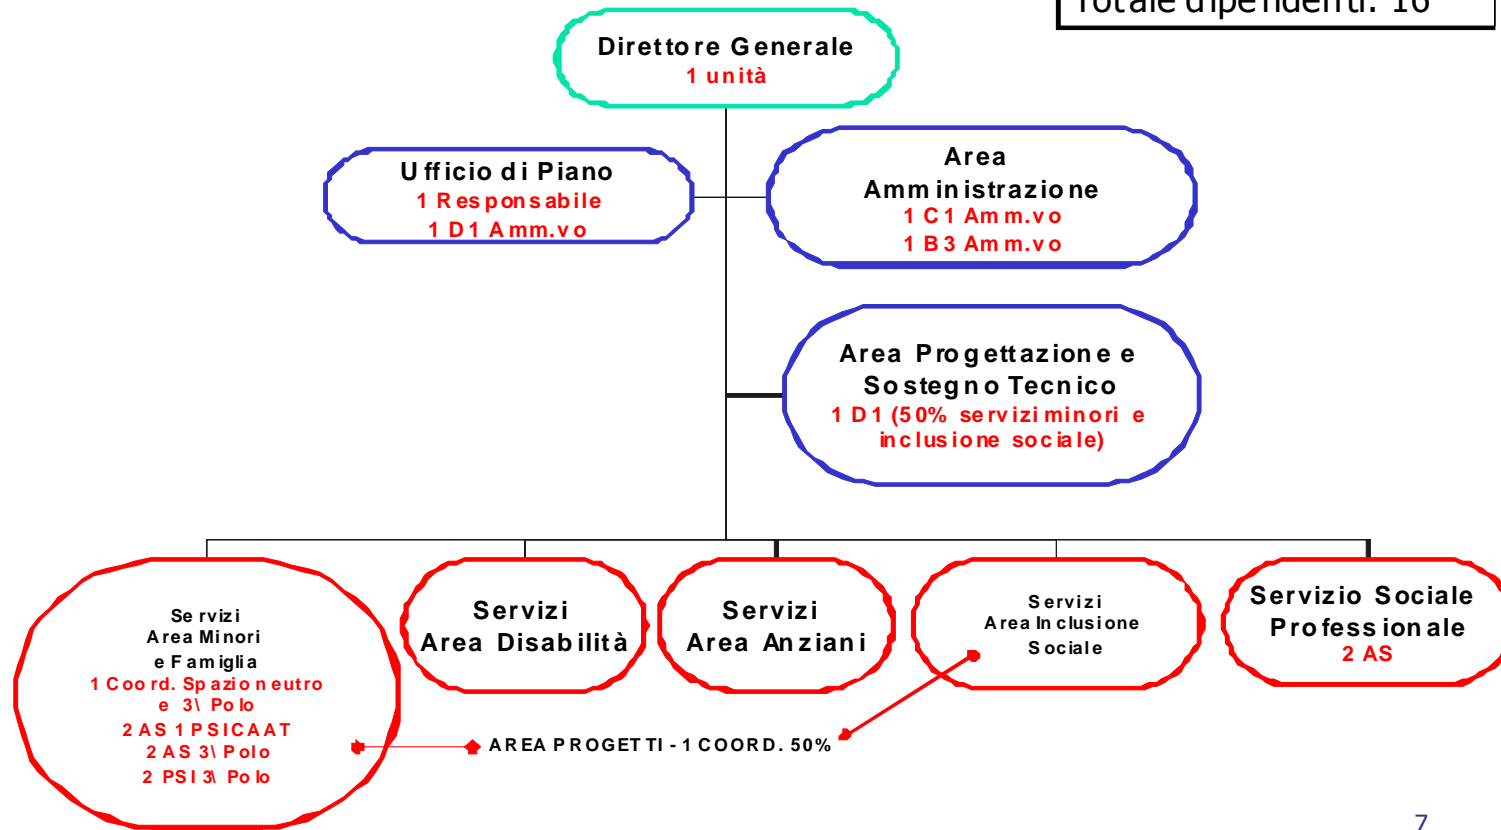 Totale dipendenti: 16
Direttore Generale
1 unità
Ufficio di Piano
1 Responsabile
1 D1 Amm.vo
Area
Amministrazione
1 C1 Amm.vo
1 B3 Amm.vo
Area Progettazione e
Sostegno Tecnico
1 D1 (50% servizi minori e
inclusione sociale)
Servizi
Area Minori
e Famiglia
1 Coord. Spazio neutro
e 3\ Polo
2 AS 1 PSICAAT
2 AS 3\ Polo
2 PSI 3\ Polo
Servizi
Area Disabilità
Servizi
Area Anziani
Servizi
Area Inclusione
Sociale
Servizio Sociale
Professionale
2 AS
AREA PROGETTI - 1 COORD. 50%
7